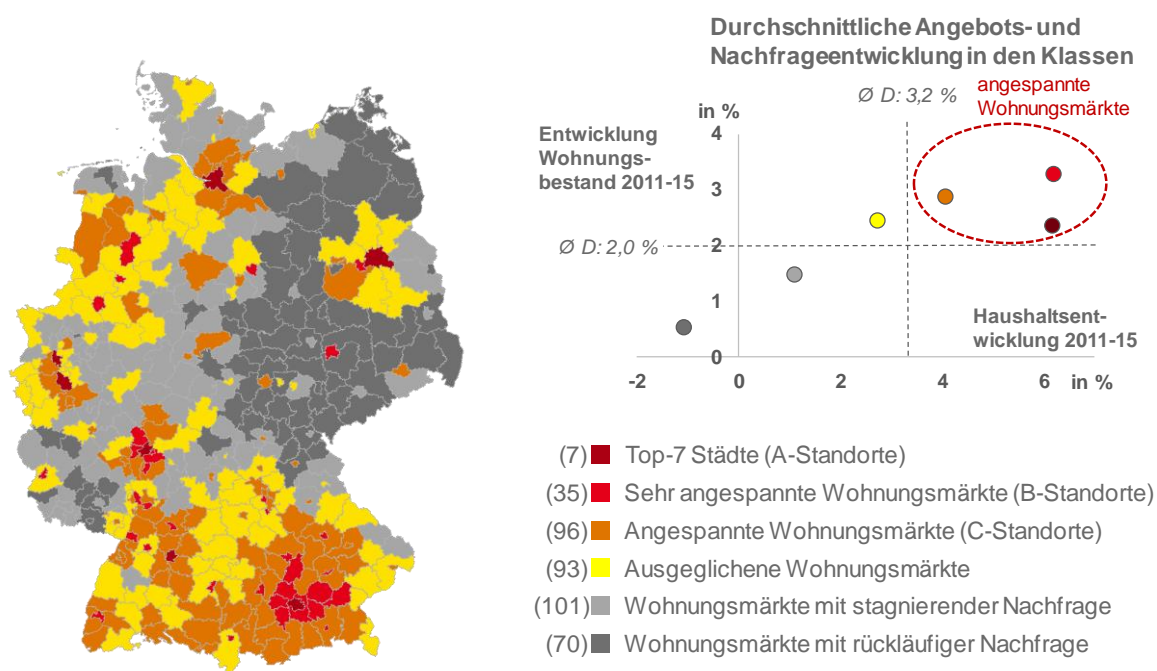 Durchschnittliche Angebots- und
Nachfrageentwicklung in den Klassen
Ø D: 3,2 %
angespannte
Wohnungsmärkte
in %
Entwicklung
Wohnungs-
bestand 2011-15
4
3
Ø D: 2,0 %
2
1
Haushaltsent-
wicklung 2011-15
0
-2
0
2
4
6
in %
(7) Top-7 Städte (A-Standorte)
(35) Sehr angespannte Wohnungsmärkte (B-Standorte)
(96) Angespannte Wohnungsmärkte (C-Standorte)
(93) Ausgeglichene Wohnungsmärkte
(101) Wohnungsmärkte mit stagnierender Nachfrage
(70) Wohnungsmärkte mit rückläufiger Nachfrage